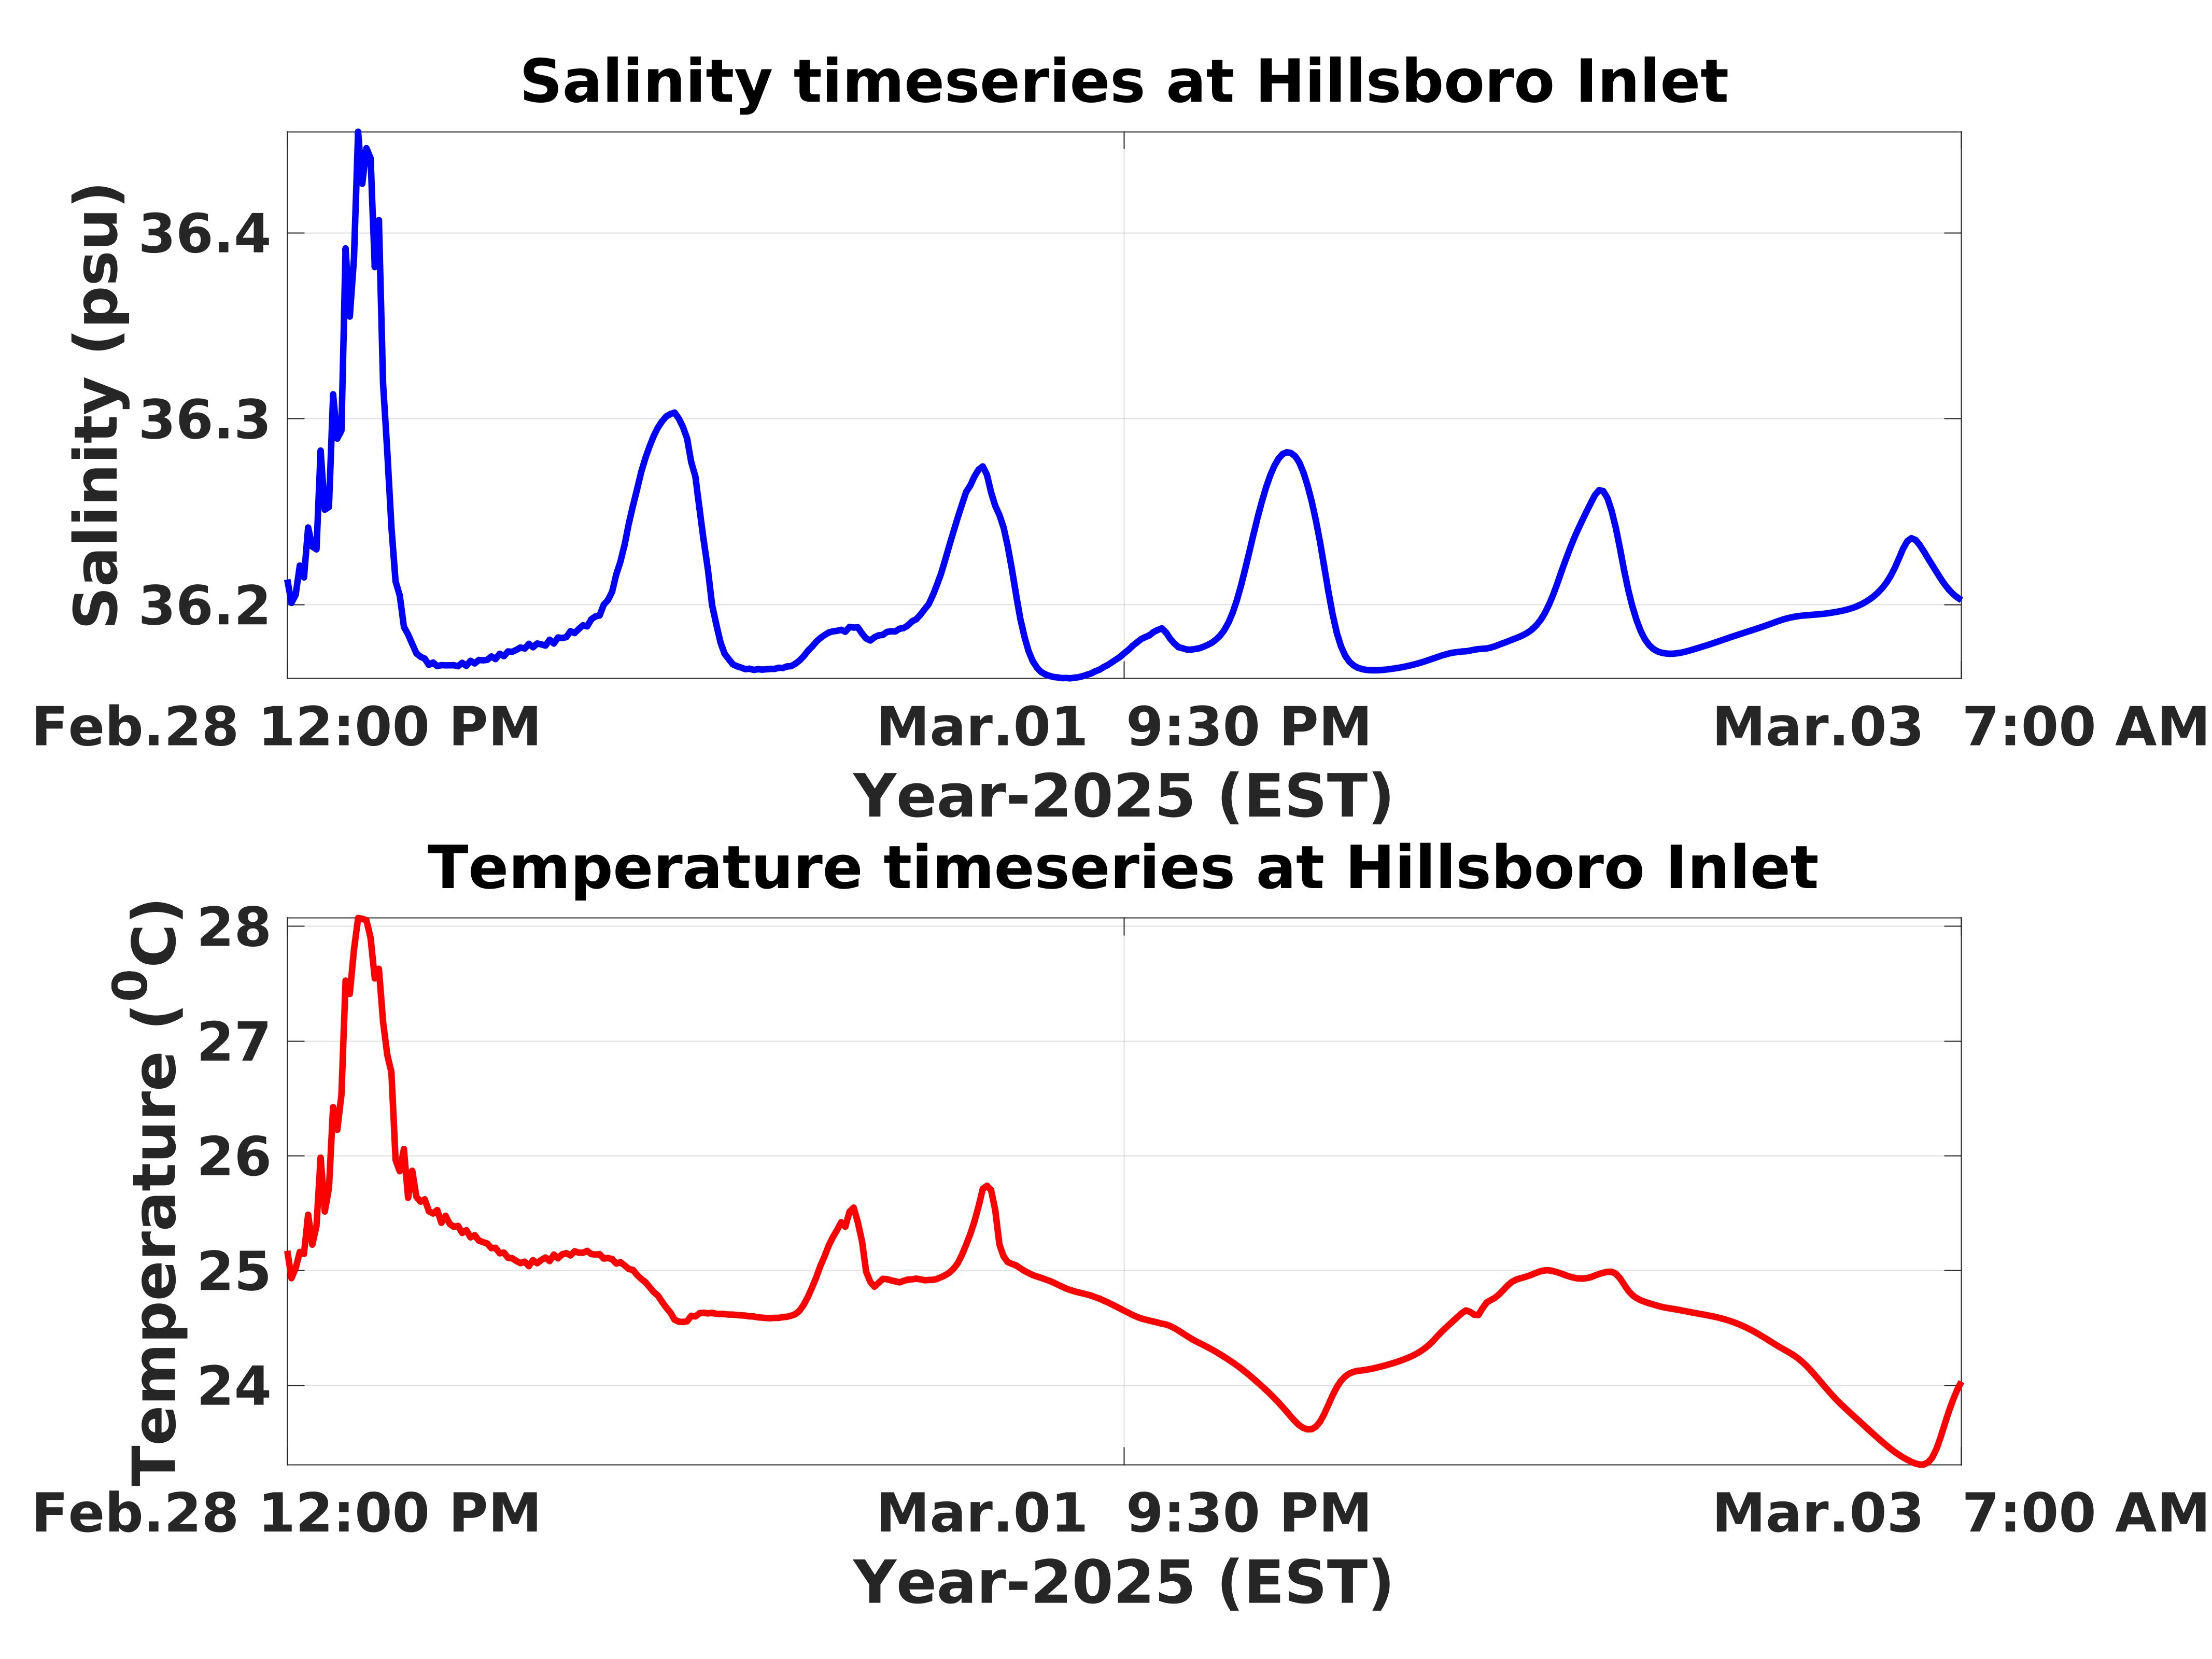 Salinity timeseries at Hillsboro Inlet
Salinity (psu)
36.4
36.3
36.2
Feb.28 12:00 PM Mar.01 9:30 PM Mar.03 7:00 AM
Year-2025 (EST)
Temperature timeseries at Hillsboro Inlet
Temperature (⁰C)
28
27
26
25
24
Feb.28 12:00 PM Mar.01 9:30 PM Mar.03 7:00 AM
Year-2025 (EST)